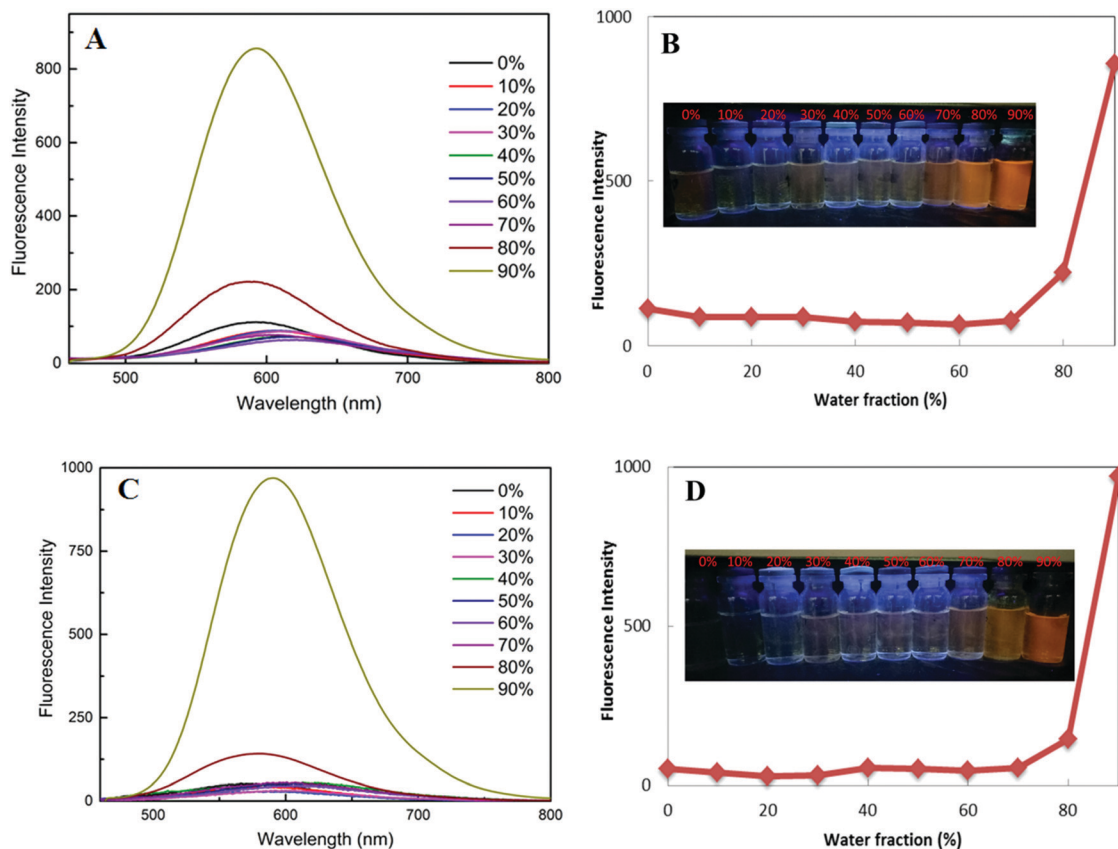 A
Fluorescence Intensity
800
600
400
200
0
500
600
700
800
Wavelength (nm)
0%
10%
20%
30%
40%
50%
60%
70%
80%
90%
B
Fluorescence Intensity
1000
500
0
0% 10% 20% 30% 40% 50% 60% 70% 80% 90%
0 20 40 60 80
Water fraction (%)
C
Fluorescence Intensity
1000
750
500
250
0
500
600
700
800
Wavelength (nm)
0%
10%
20%
30%
40%
50%
60%
70%
80%
90%
D
Fluorescence Intensity
1000
500
0
0% 10% 20% 30% 40% 50% 60% 70% 80% 90%
0 20 40 60 80
Water fraction (%)